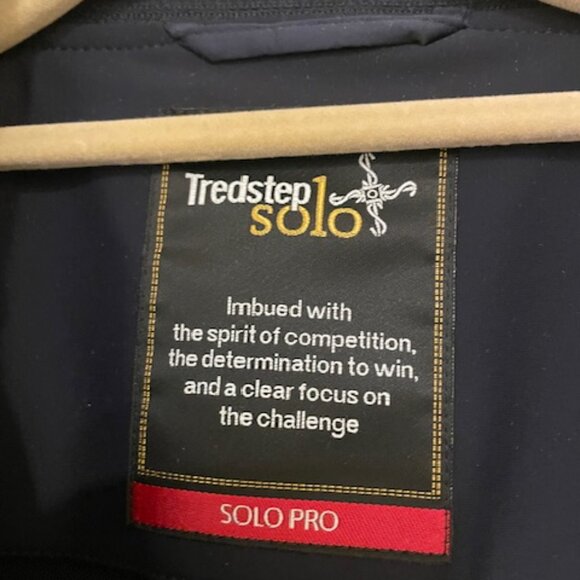 Tredstep
solo
Imbued with
the spirit of competition,
the determination to win,
and a clear focus on
the challenge
SOLO PRO